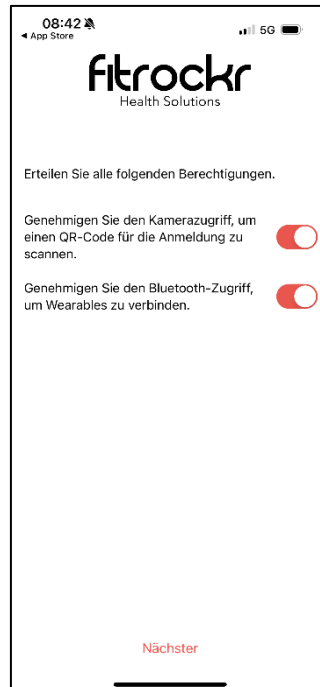 08:42
◀ App Store
5G
fitrockr
Health Solutions
Erteilen Sie alle folgenden Berechtigungen.
Genehmigen Sie den Kamerazugriff, um
einen QR-Code für die Anmeldung zu
scannen.
Genehmigen Sie den Bluetooth-Zugriff,
um Wearables zu verbinden.
Nächster